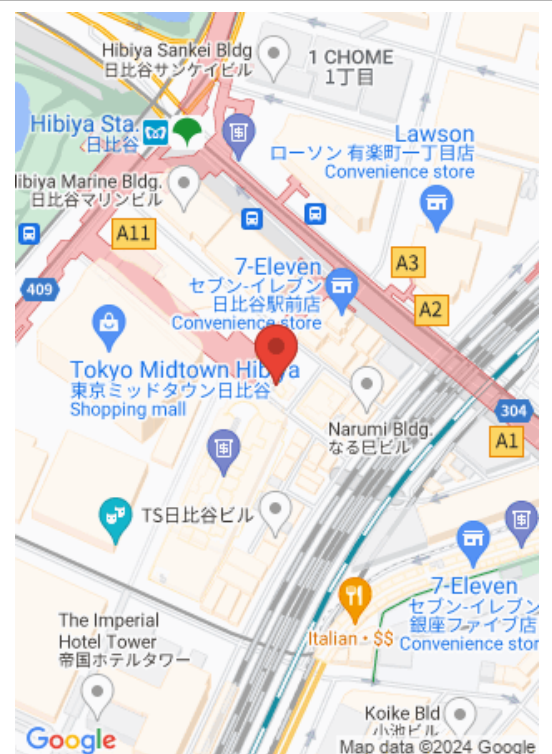 Hibiya Sankei Bldg
日比谷サンケイビル
1 CHOME
1丁目
Hibiya Sta.
日比谷
Lawson
ローソン 有楽町一丁目店
Convenience store
ibiya Marine Bldg.
日比谷マリンビル
A11
A3
7-Eleven
セブン-イレブン
日比谷駅前店
Convenience store
409
A2
Tokyo Midtown Hibiya
東京ミッドタウン日比谷
Shopping mall
304
Narumi Bldg.
なる巳ビル
A1
TS日比谷ビル
7-Eleven
セブン-イレブン
銀座ファイブ店
Convenience stor
The Imperial
Hotel Tower
帝国ホテルタワー
Italian・$$
Koike Bld
小池ビル
Google
Map data ©2024 Google